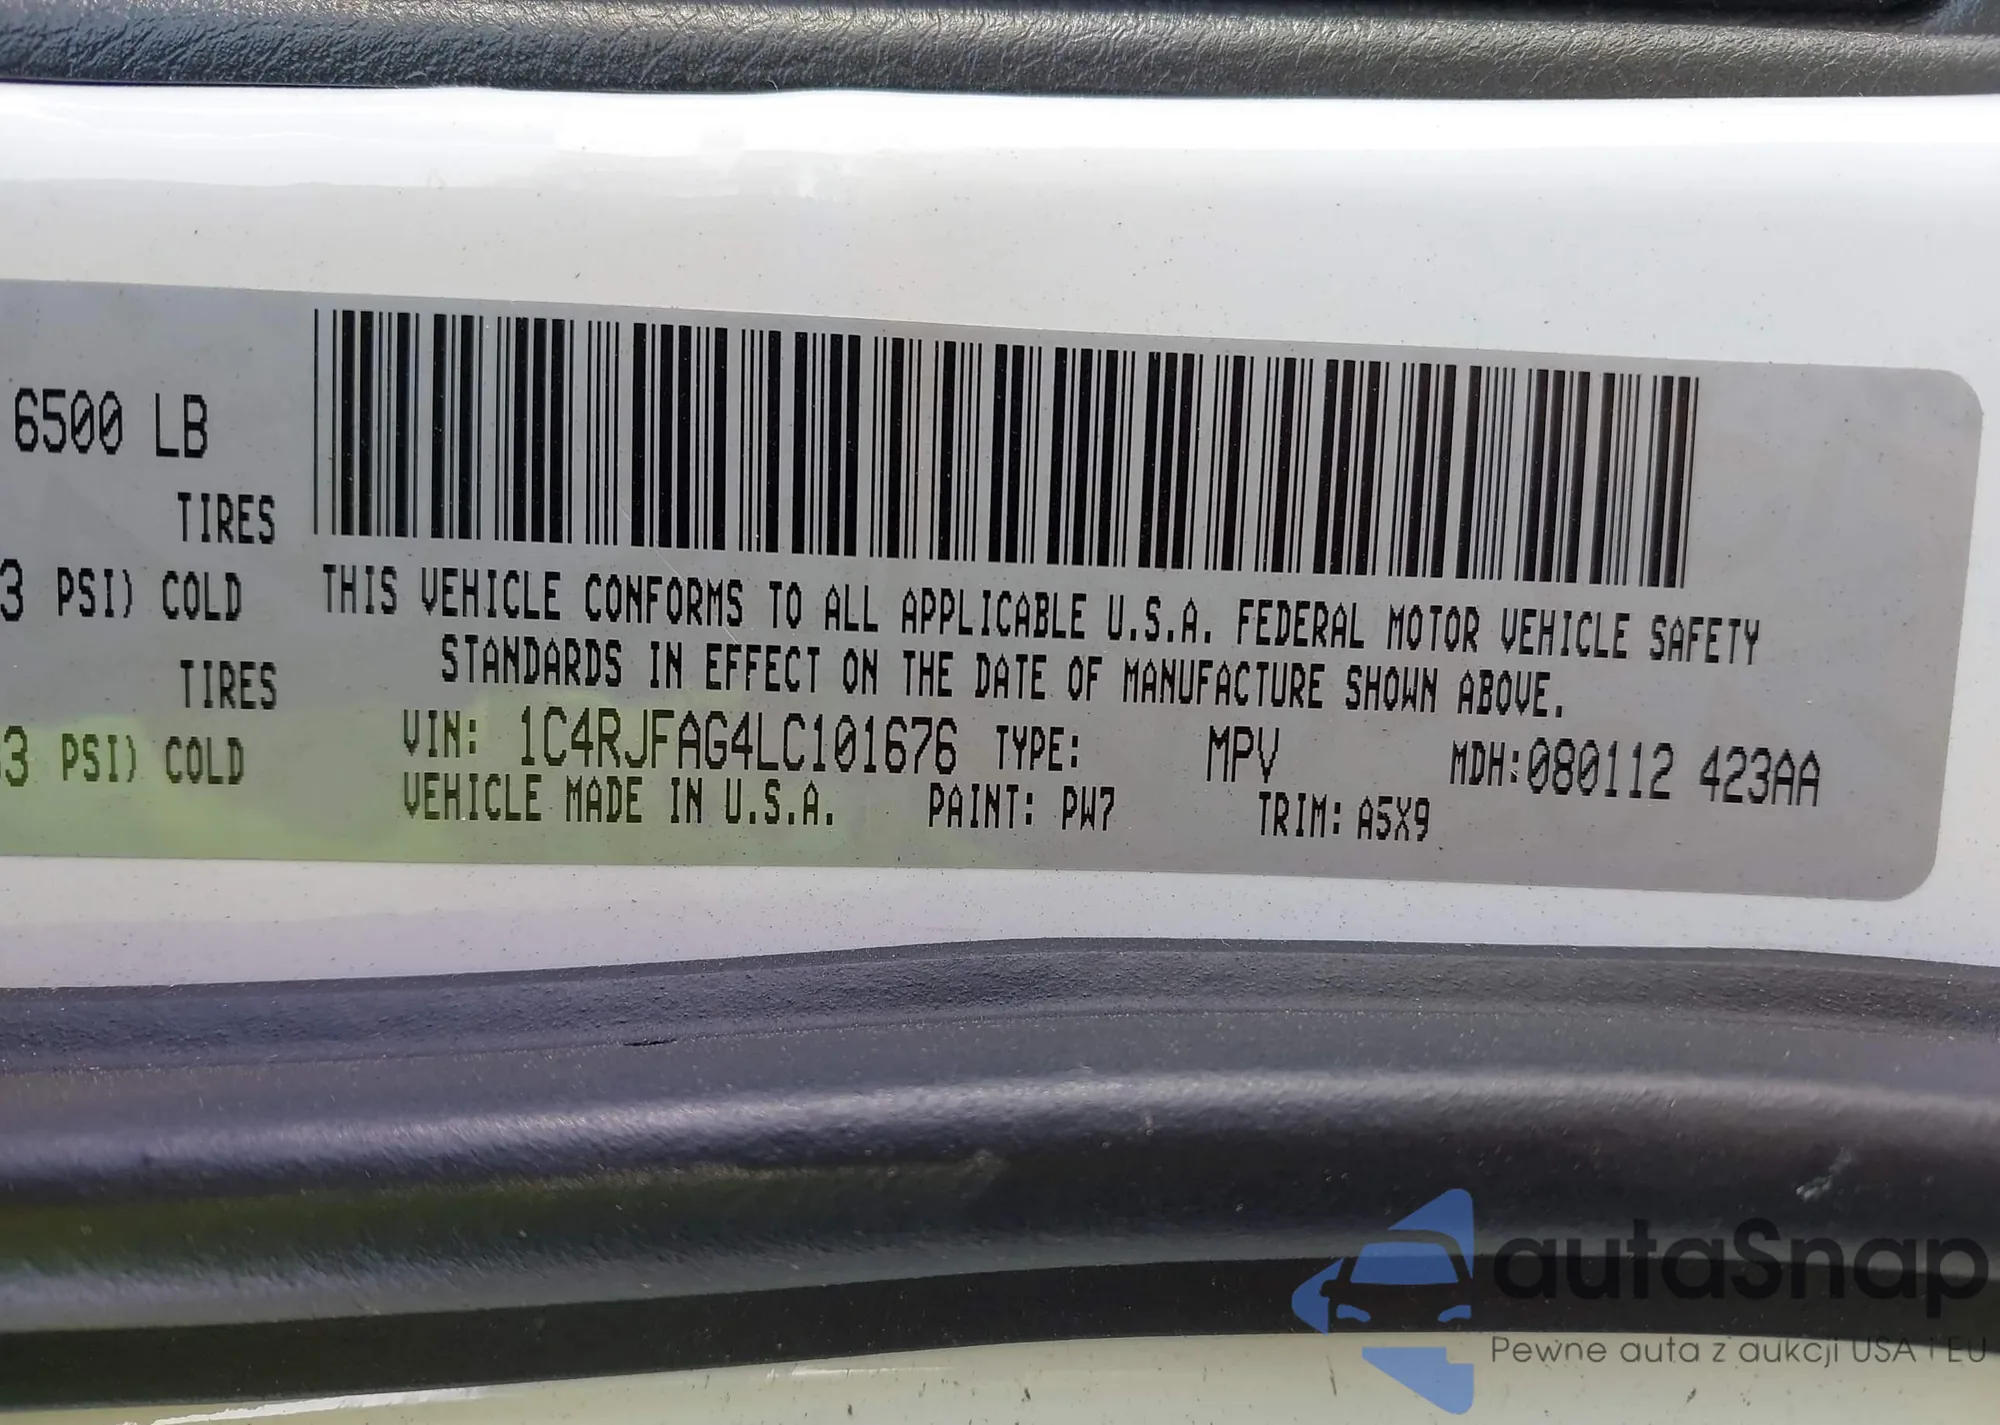 6500 LB
TIRES
3 PSI) COLD
TIRES
3 PSI) COLD
THIS VEHICLE CONFORMS TO ALL APPLICABLE U.S.A. FEDERAL MOTOR VEHICLE SAFETY
STANDARDS IN EFFECT ON THE DATE OF MANUFACTURE SHOWN ABOVE.
VIN: 1C4RJFAG4LC101676 TYPE: MPV MDH:080112 423AA
VEHICLE MADE IN U.S.A. PAINT: PW7 TRIM: A5X9
autaSnap
Pewne auta z aukcji USA i EU